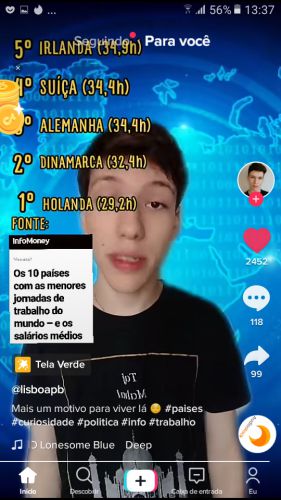 56% 13:37
Seguindo Para você
5º IRLANDA (34,9h)
4º SUÍÇA (34,4h)
3º ALEMANHA (34,4h)
2º DINAMARCA (32,4h)
1º HOLANDA (29,2h)
FONTE:
InfoMoney
Os 10 países
com as menores
jornadas de
trabalho do
mundo – e os
salários médios
2452
118
99
Tela Verde
@lisboapb
Mais um motivo para viver lá 😏 #paises
#curiosidade #politica #info #trabalho
Lonesome Blue Deep
Início Descobrir Caixa de entrada Eu